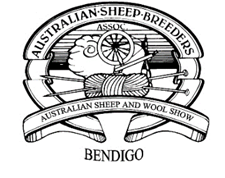 AUSTRALIAN·SHEEP·BREEDERS
ASSOC.
AUSTRALIAN SHEEP AND WOOL SHOW
BENDIGO